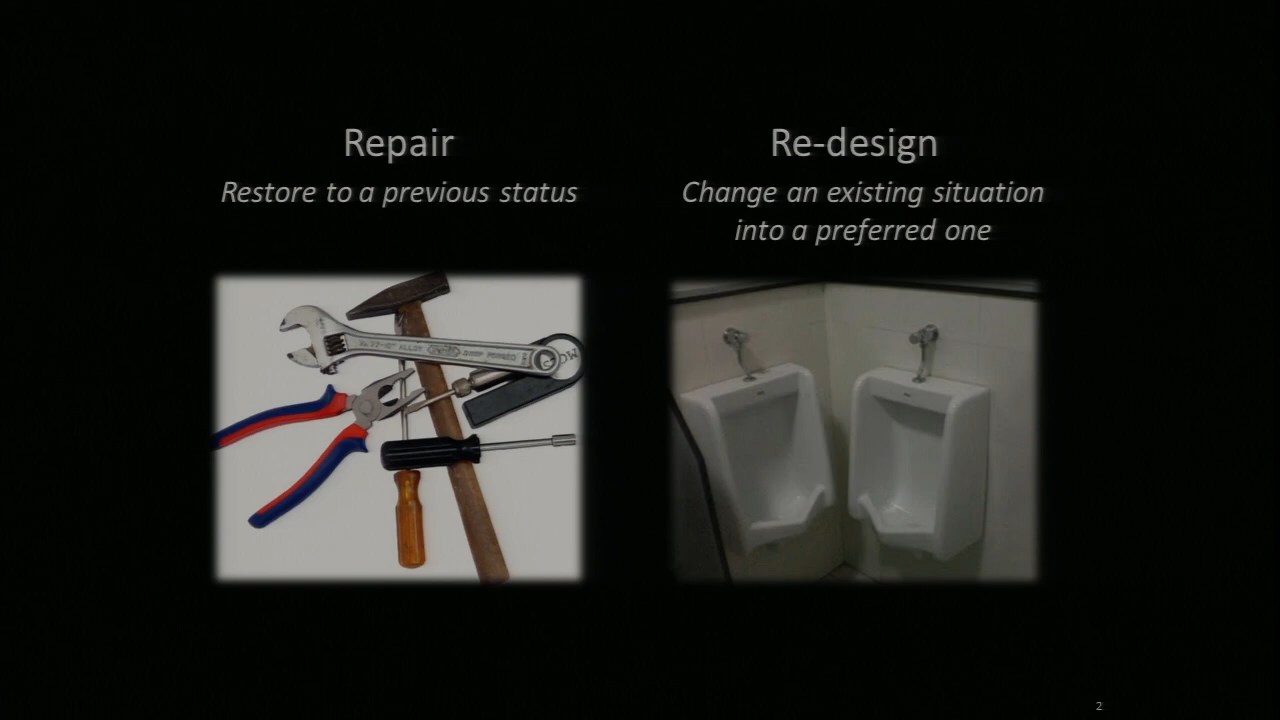 Repair
Restore to a previous status
Re-design
Change an existing situation
into a preferred one
2